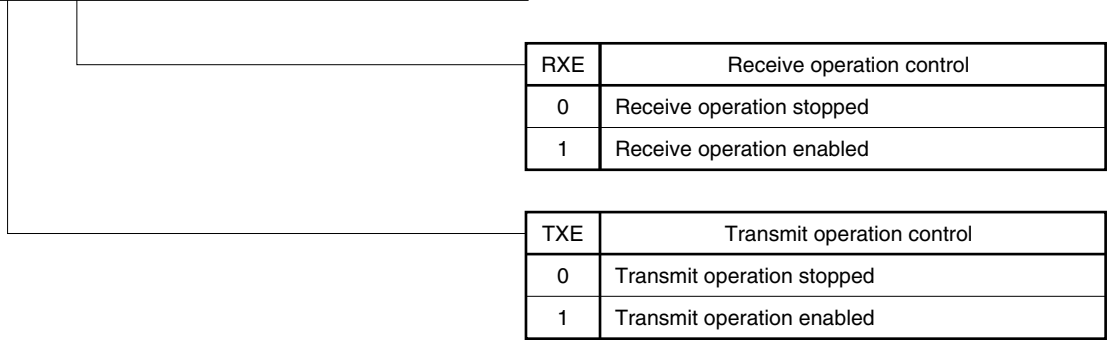 RXE Receive operation control
0 Receive operation stopped
1 Receive operation enabled
TXE Transmit operation control
0 Transmit operation stopped
1 Transmit operation enabled